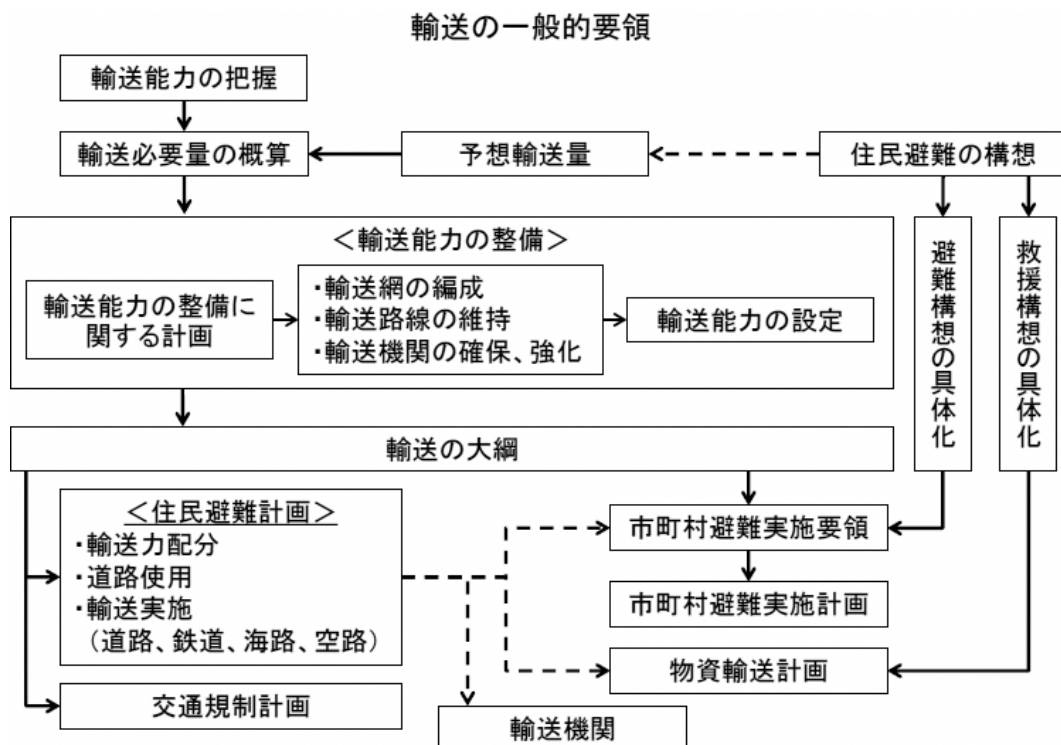 輸送の一般的要領
輸送能力の把握
輸送必要量の概算
予想輸送量
住民避難の構想
<輸送能力の整備>
輸送能力の整備に
関する計画
・輸送網の編成
・輸送路線の維持
・輸送機関の確保、強化
輸送能力の設定
避難構想の具体化
救援構想の具体化
輸送の大綱
<住民避難計画>
・輸送力配分
・道路使用
・輸送実施
(道路、鉄道、海路、空路)
市町村避難実施要領
市町村避難実施計画
物資輸送計画
交通規制計画
輸送機関